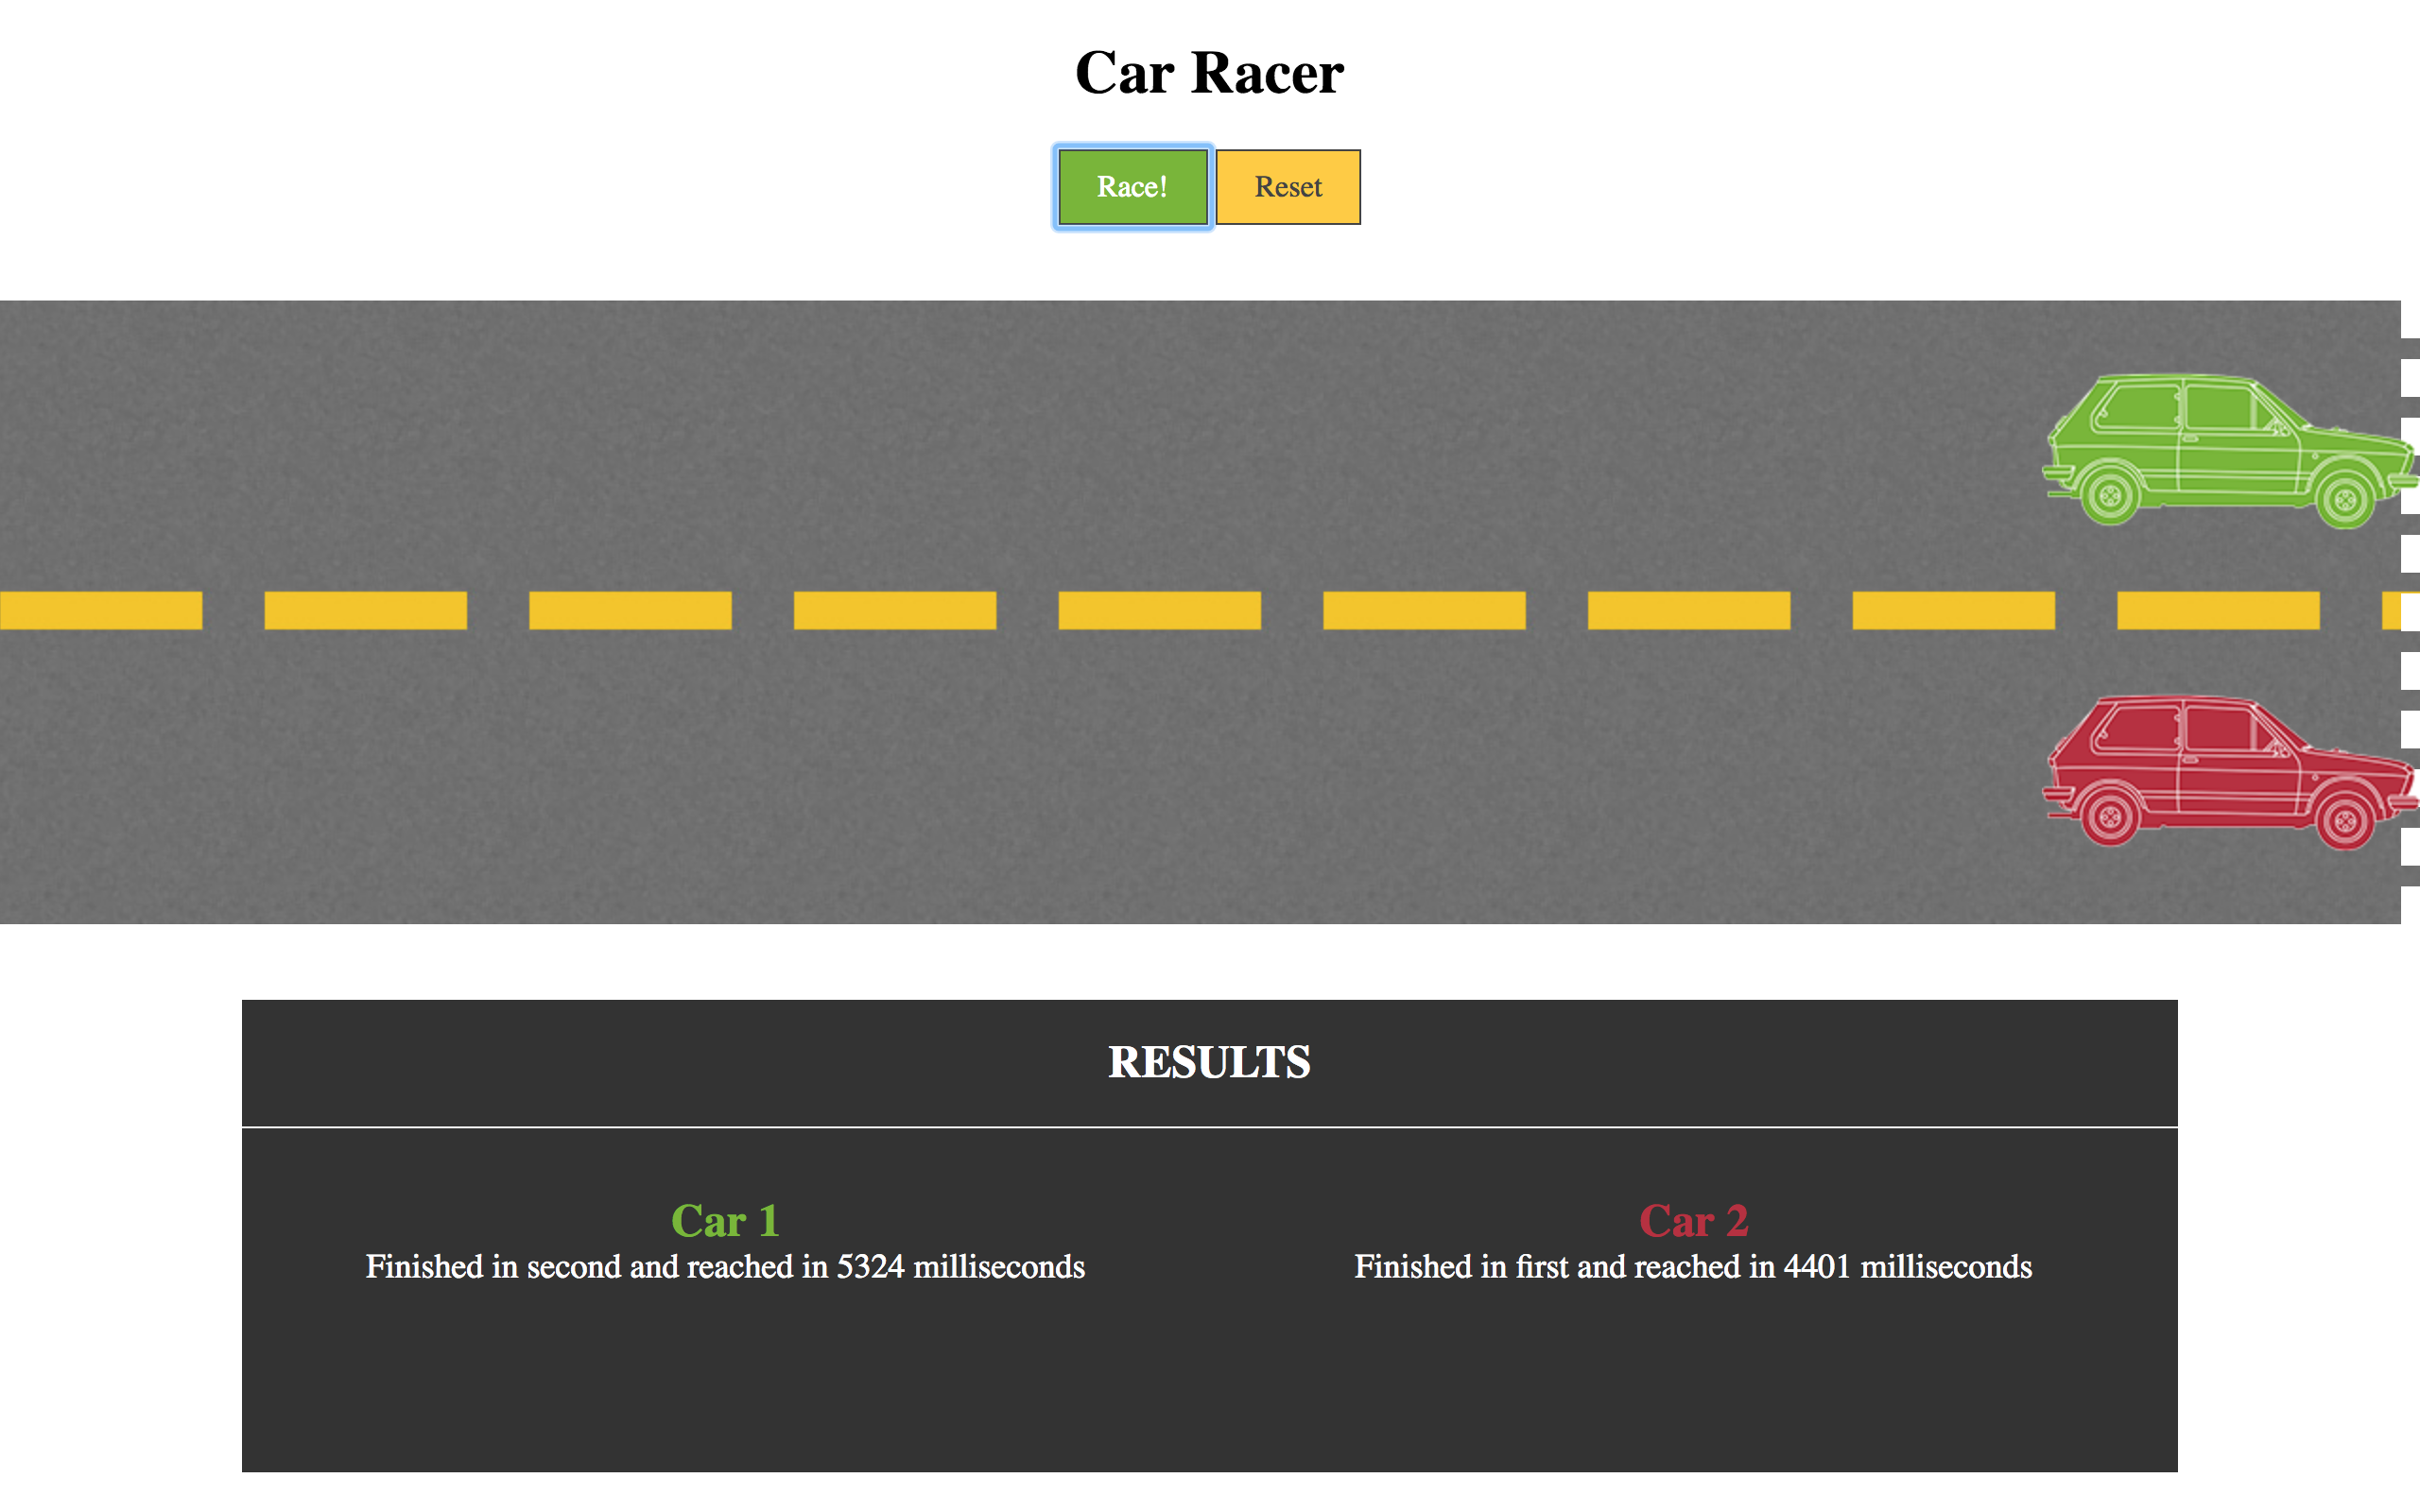 Car Racer
Race! Reset
RESULTS
Car 1
Finished in second and reached in 5324 milliseconds
Car 2
Finished in first and reached in 4401 milliseconds